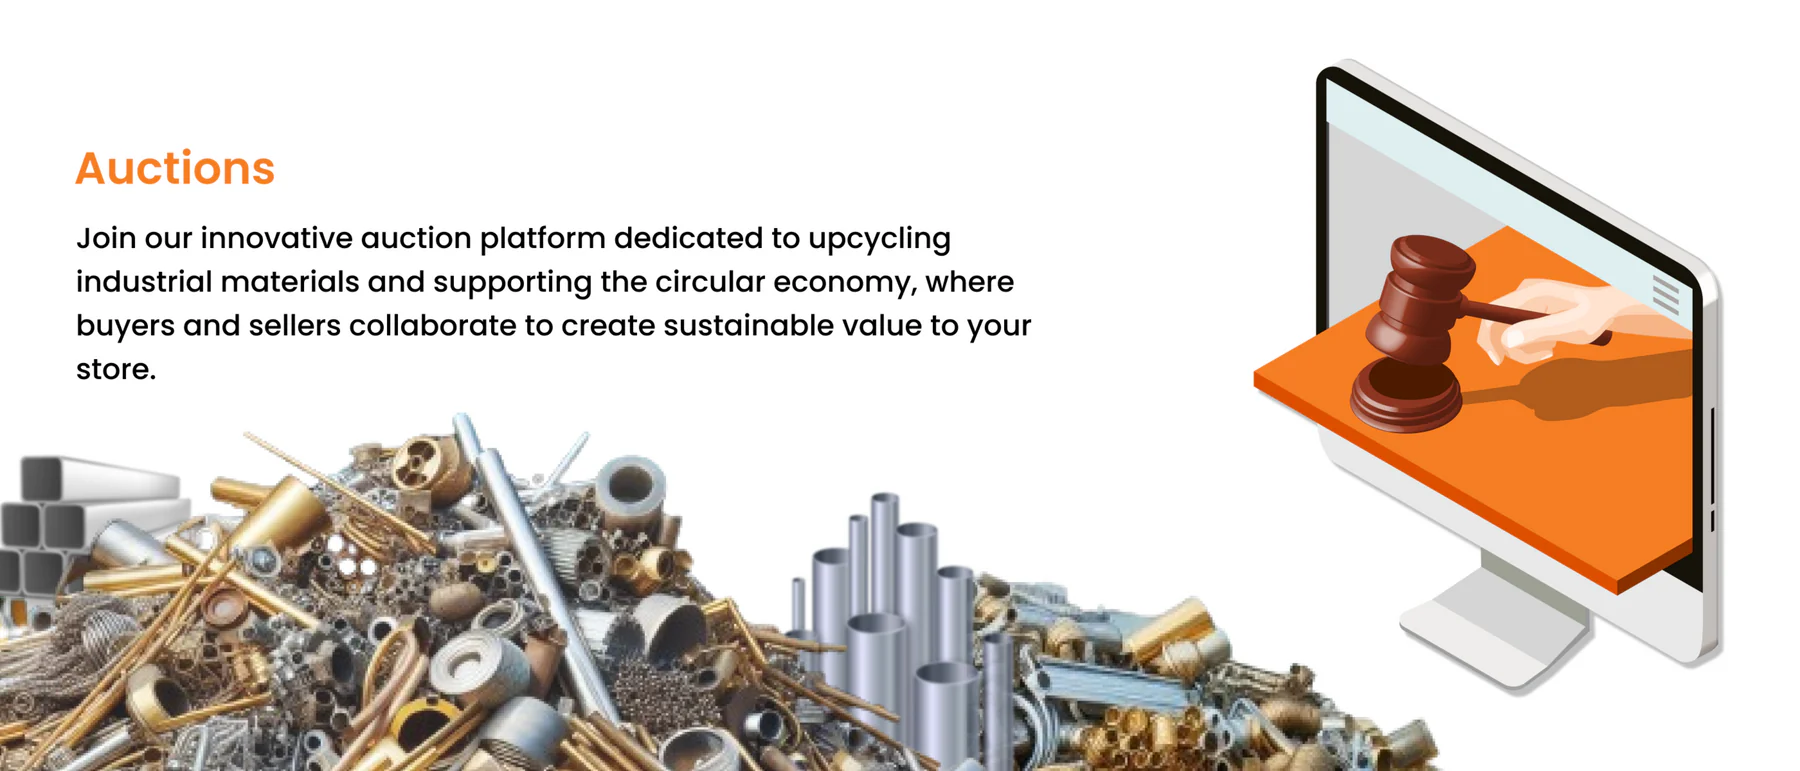 Auctions
Join our innovative auction platform dedicated to upcycling
industrial materials and supporting the circular economy, where
buyers and sellers collaborate to create sustainable value to your
store.